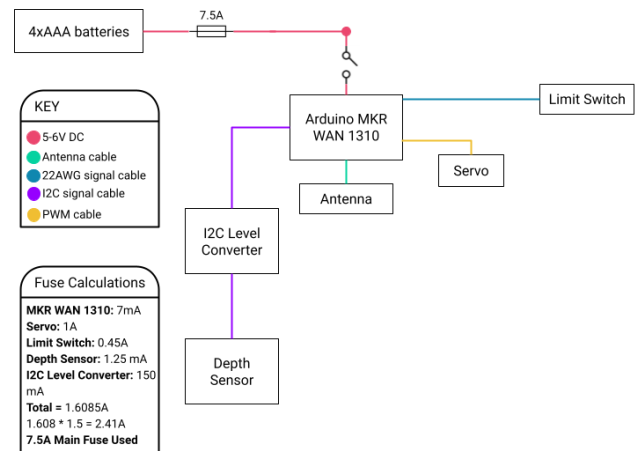 4xAAA batteries
7.5A
KEY
5-6V DC
Antenna cable
22AWG signal cable
I2C signal cable
PWM cable
Arduino MKR
WAN 1310
Limit Switch
Servo
Antenna
I2C Level
Converter
Depth
Sensor
Fuse Calculations
MKR WAN 1310: 7mA
Servo: 1A
Limit Switch: 0.45A
Depth Sensor: 1.25 mA
I2C Level Converter: 150
mA
Total = 1.6085A
1.608 * 1.5 = 2.41A
7.5A Main Fuse Used